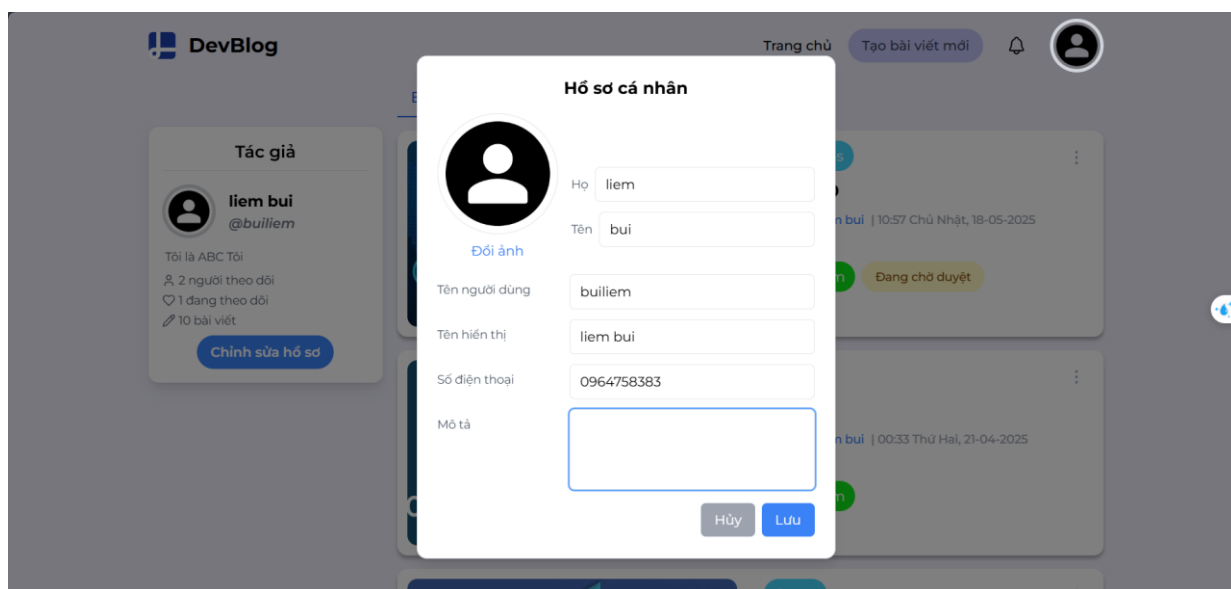 DevBlog
Trang chủ
Tạo bài viết mới
Hồ sơ cá nhân
Tác giả
liem bui
@builiem
Tôi là ABC Tôi
2 người theo dõi
1 đang theo dõi
10 bài viết
Chỉnh sửa hồ sơ
Họ
liem
Tên
bui
Đổi ảnh
Tên người dùng
builiem
Tên hiển thị
liem bui
Số điện thoại
0964758383
Mô tả
Hủy
Lưu
bui | 10:57 Chủ Nhật, 18-05-2025
Đang chờ duyệt
bui | 00:33 Thứ Hai, 21-04-2025